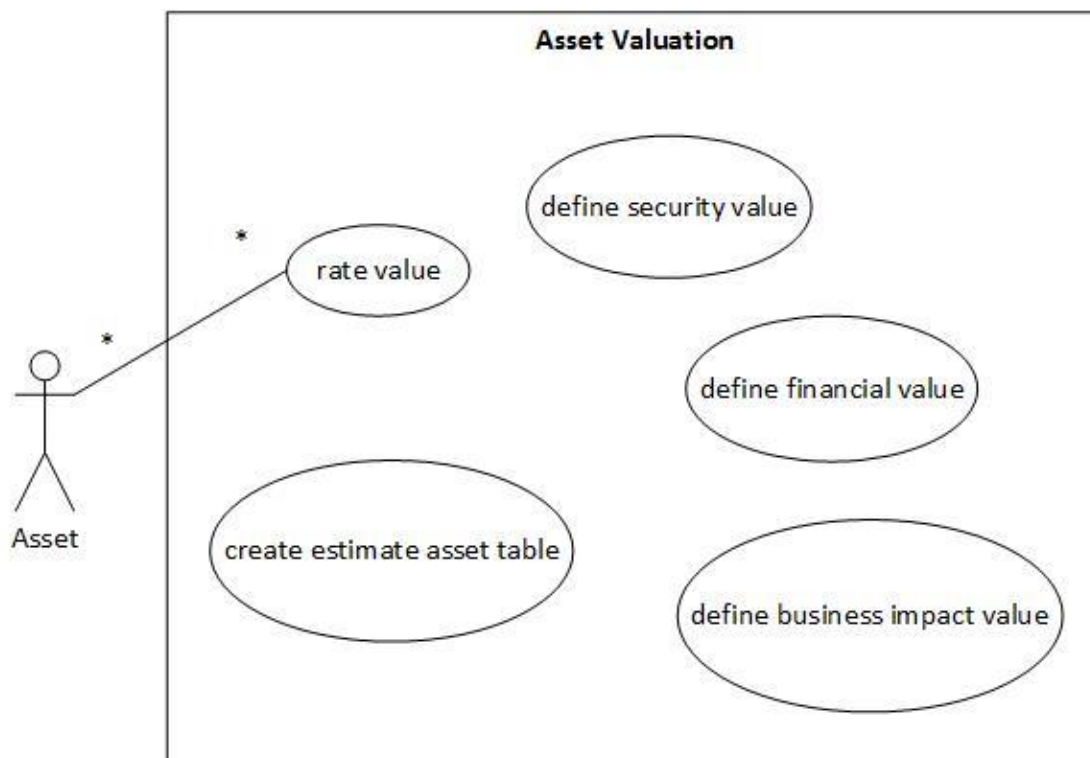 Asset Valuation
define security value
*
rate value
*
define financial value
Asset
create estimate asset table
define business impact value